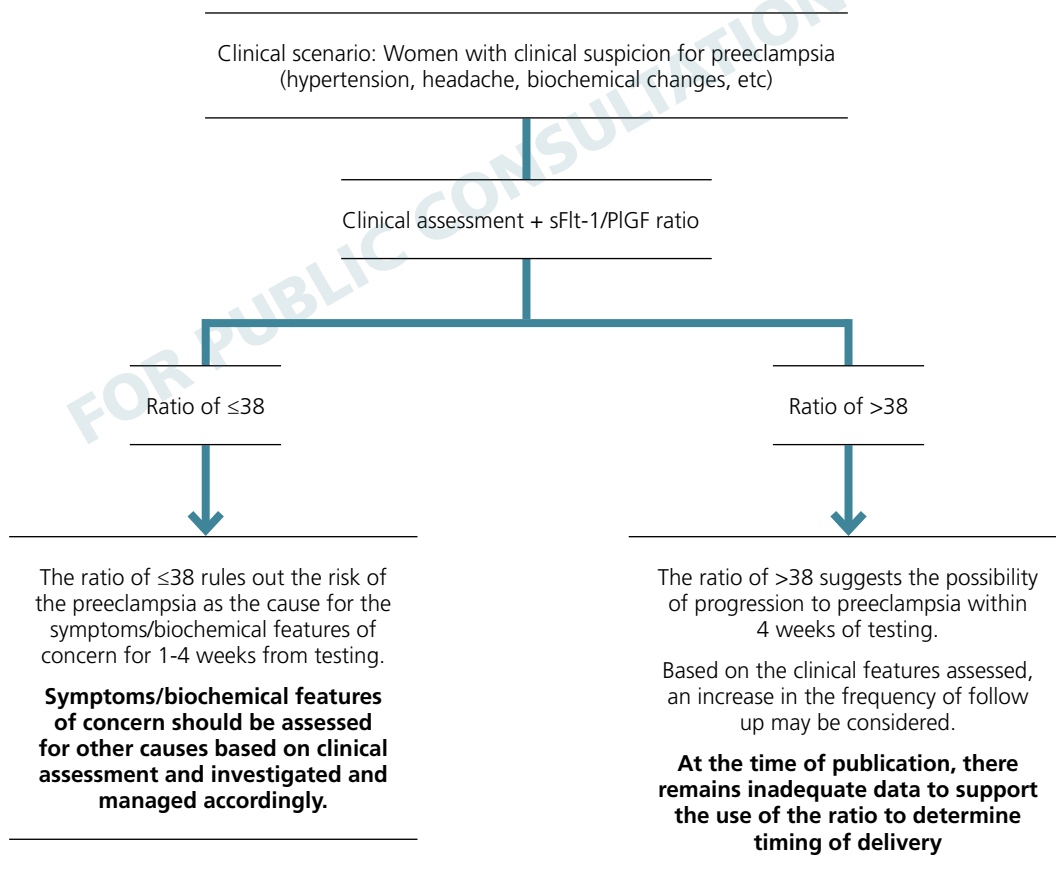 FOR PUBLIC CONSULTATION
Clinical scenario: Women with clinical suspicion for preeclampsia
(hypertension, headache, biochemical changes, etc)
Clinical assessment + sFlt-1/PlGF ratio
Ratio of ≤38
Ratio of >38
The ratio of ≤38 rules out the risk of
the preeclampsia as the cause for the
symptoms/biochemical features of
concern for 1-4 weeks from testing.
Symptoms/biochemical features
of concern should be assessed
for other causes based on clinical
assessment and investigated and
managed accordingly.
The ratio of >38 suggests the possibility
of progression to preeclampsia within
4 weeks of testing.
Based on the clinical features assessed,
an increase in the frequency of follow
up may be considered.
At the time of publication, there
remains inadequate data to support
the use of the ratio to determine
timing of delivery